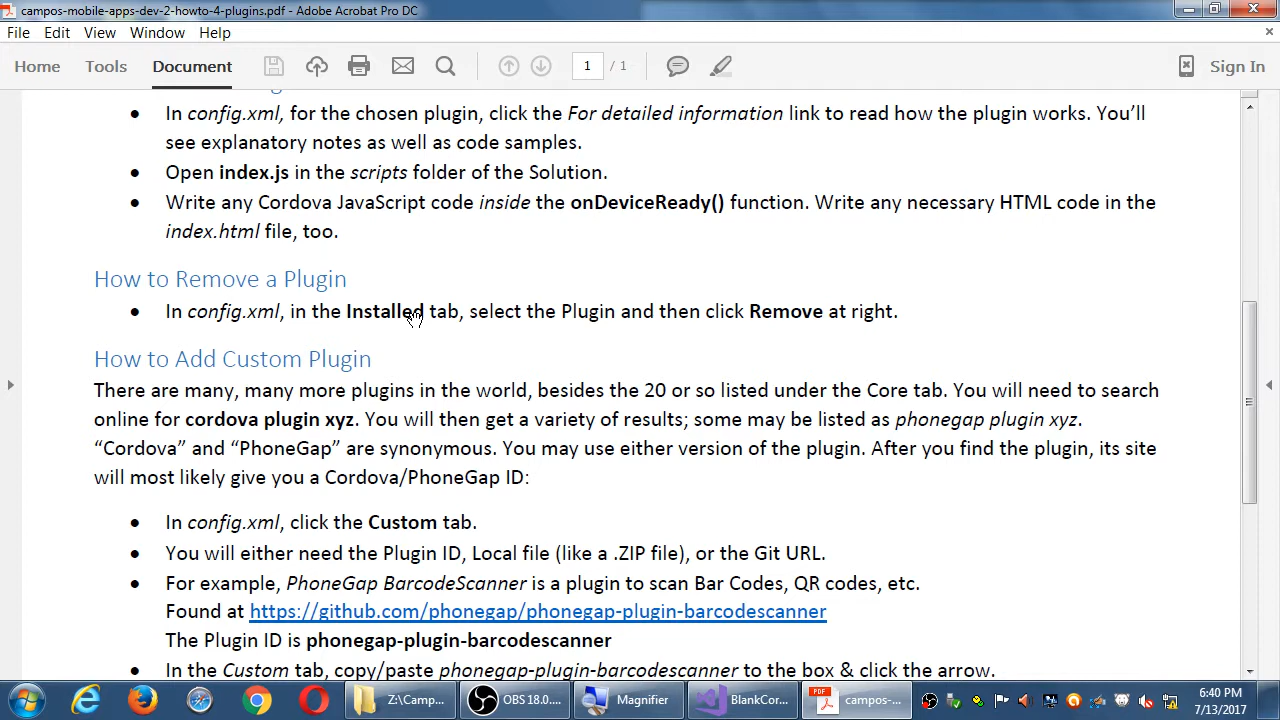 campos-mobile-apps-dev-2-howto-4-plugins.pdf - Adobe Acrobat Pro DC
File Edit View Window Help
Home Tools Document 1 / 1 Sign In
• In config.xml, for the chosen plugin, click the For detailed information link to read how the plugin works. You’ll
see explanatory notes as well as code samples.
• Open index.js in the scripts folder of the Solution.
• Write any Cordova JavaScript code inside the onDeviceReady() function. Write any necessary HTML code in the
index.html file, too.
How to Remove a Plugin
• In config.xml, in the Installed tab, select the Plugin and then click Remove at right.
How to Add Custom Plugin
There are many, many more plugins in the world, besides the 20 or so listed under the Core tab. You will need to search
online for cordova plugin xyz. You will then get a variety of results; some may be listed as phonegap plugin xyz.
“Cordova” and “PhoneGap” are synonymous. You may use either version of the plugin. After you find the plugin, its site
will most likely give you a Cordova/PhoneGap ID:
• In config.xml, click the Custom tab.
• You will either need the Plugin ID, Local file (like a .ZIP file), or the Git URL.
• For example, PhoneGap BarcodeScanner is a plugin to scan Bar Codes, QR codes, etc.
Found at https://github.com/phonegap/phonegap-plugin-barcodescanner
The Plugin ID is phonegap-plugin-barcodescanner
• In the Custom tab, copy/paste phonegap-plugin-barcodescanner to the box & click the arrow.
Z:\Camp... OBS 18.0.... Magnifier BlankCor... PDF campos-... 6:40 PM
7/13/2017